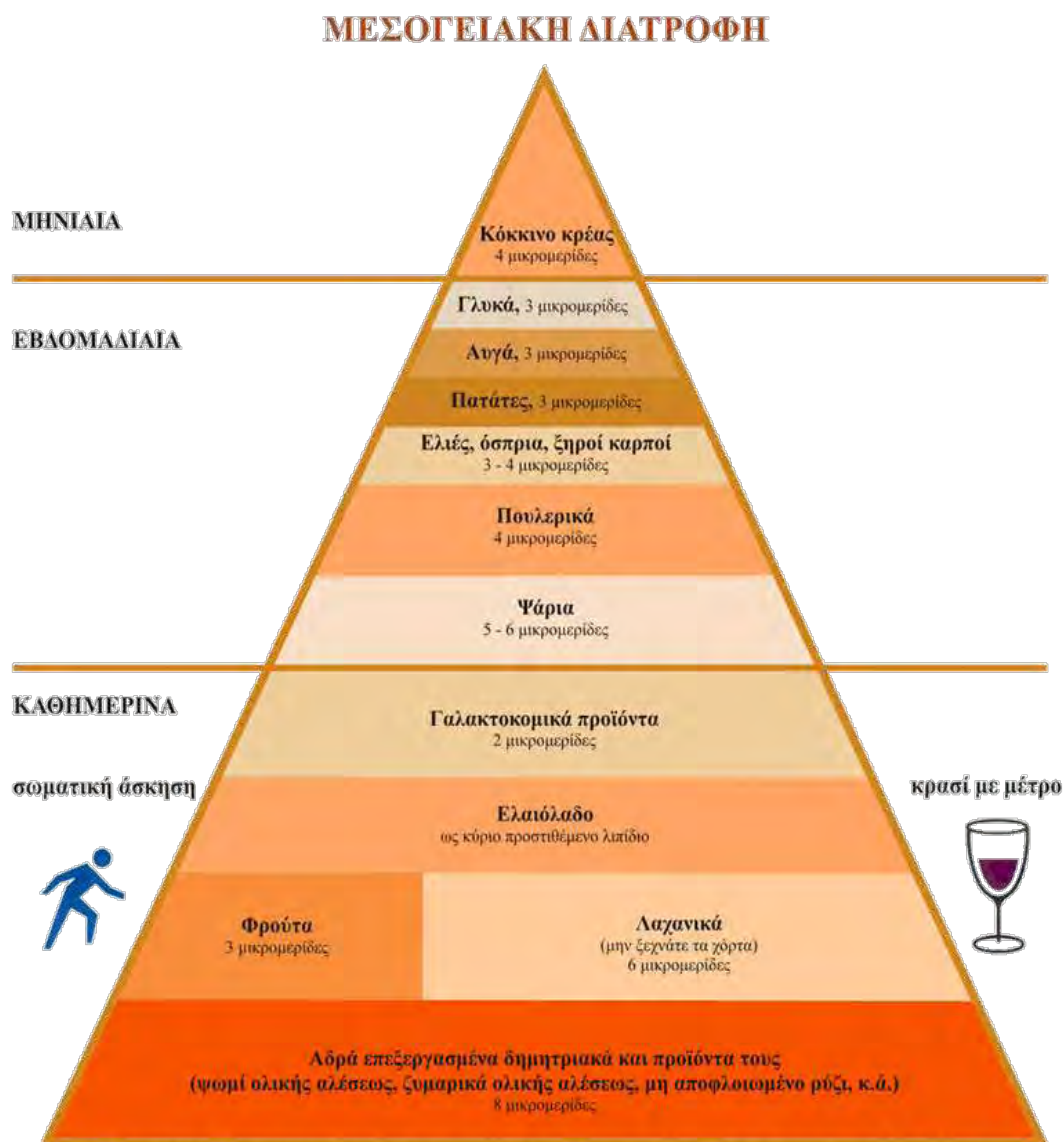 ΜΕΣΟΓΕΙΑΚΗ ΔΙΑΤΡΟΦΗ
ΜΗΝΙΑΙΑ
Κόκκινο κρέας
4 μικρομερίδες
ΕΒΔΟΜΑΔΙΑΙΑ
Γλυκά, 3 μικρομερίδες
Αυγά, 3 μικρομερίδες
Πατάτες, 3 μικρομερίδες
Ελιές, όσπρια, ξηροί καρποί
3 - 4 μικρομερίδες
Πουλερικά
4 μικρομερίδες
Ψάρια
5 - 6 μικρομερίδες
ΚΑΘΗΜΕΡΙΝΑ
Γαλακτοκομικά προϊόντα
2 μικρομερίδες
σωματική άσκηση
κρασί με μέτρο
Ελαιόλαδο
ως κύριο προστιθέμενο λιπίδιο
Φρούτα
3 μικρομερίδες
Λαχανικά
(μην ξεχνάτε τα χόρτα)
6 μικρομερίδες
Αδρά επεξεργασμένα δημητριακά και προϊόντα τους
(ψωμί ολικής αλέσεως, ζυμαρικά ολικής αλέσεως, μη αποφλοιωμένο ρύζι, κ.ά.)
8 μικρομερίδες